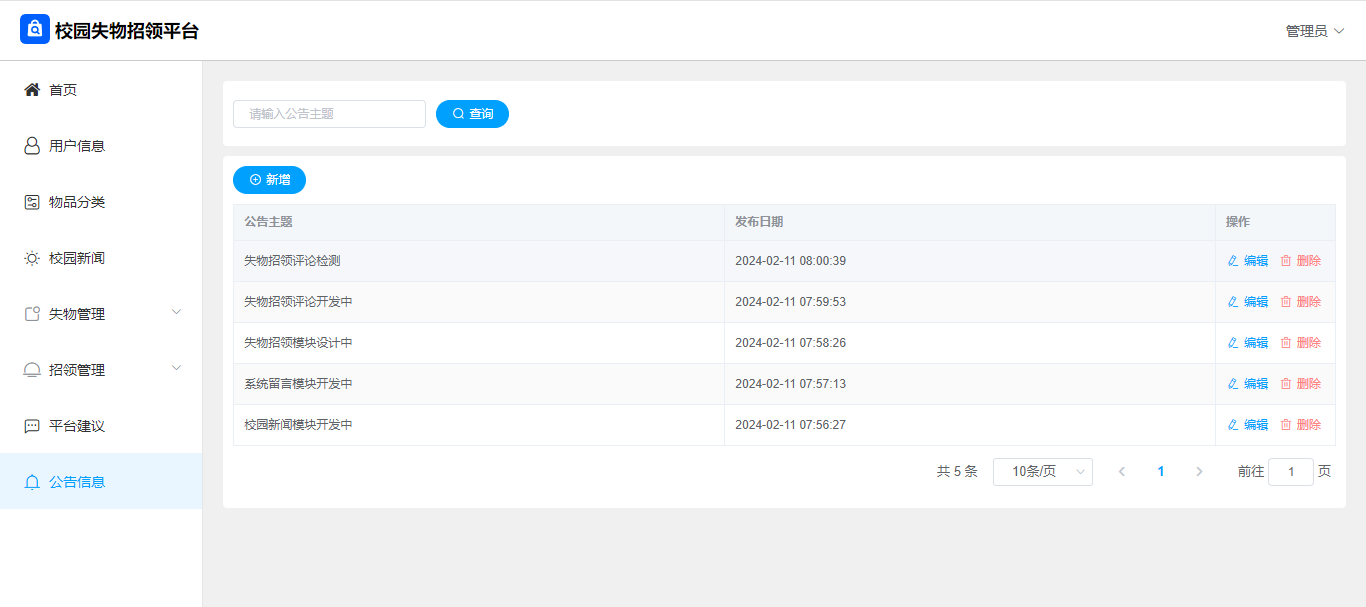 校园失物招领平台
管理员
首页
用户信息
物品分类
校园新闻
失物管理
招领管理
平台建议
公告信息
请输入公告主题
查询
新增
公告主题 发布日期 操作
失物招领评论检测 2024-02-11 08:00:39 编辑 删除
失物招领评论开发中 2024-02-11 07:59:53 编辑 删除
失物招领模块设计中 2024-02-11 07:58:26 编辑 删除
系统留言模块开发中 2024-02-11 07:57:13 编辑 删除
校园新闻模块开发中 2024-02-11 07:56:27 编辑 删除
共 5 条 10条/页 1 前往 1 页